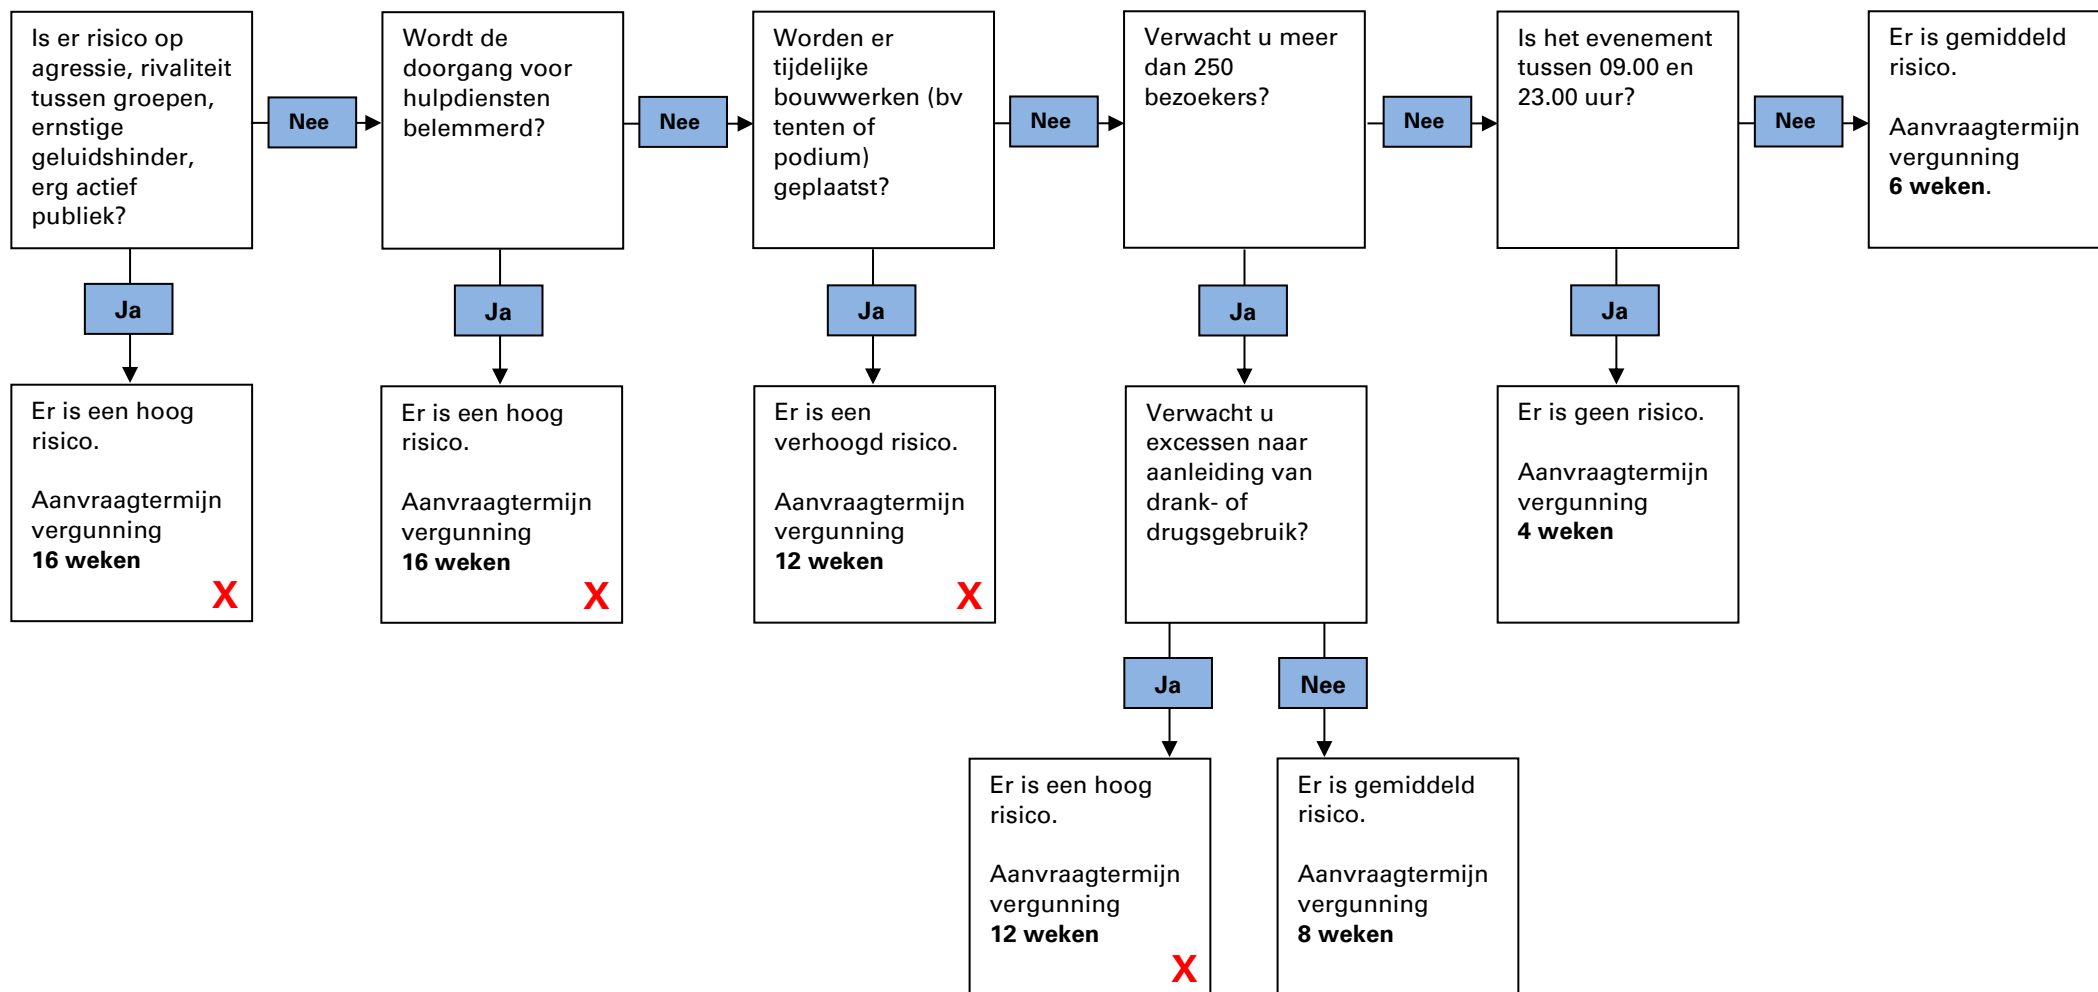 Is er risico op
agressie, rivaliteit
tussen groepen,
ernstige
geluidshinder,
erg actief
publiek?
Nee
Wordt de
doorgang voor
hulpdiensten
belemmerd?
Nee
Worden er
tijdelijke
bouwwerken (bv
tenten of
podium)
geplaatst?
Nee
Verwacht u meer
dan 250
bezoekers?
Nee
Is het evenement
tussen 09.00 en
23.00 uur?
Nee
Er is gemiddeld
risico.
Aanvraagtermijn
vergunning
6 weken.
Ja
Ja
Ja
Ja
Ja
Er is een hoog
risico.
Aanvraagtermijn
vergunning
16 weken
X
Er is een hoog
risico.
Aanvraagtermijn
vergunning
16 weken
X
Er is een
verhoogd risico.
Aanvraagtermijn
vergunning
12 weken
X
Verwacht u
excessen naar
aanleiding van
drank- of
drugsgebruik?
Er is geen risico.
Aanvraagtermijn
vergunning
4 weken
Ja
Nee
Er is een hoog
risico.
Aanvraagtermijn
vergunning
12 weken
X
Er is gemiddeld
risico.
Aanvraagtermijn
vergunning
8 weken